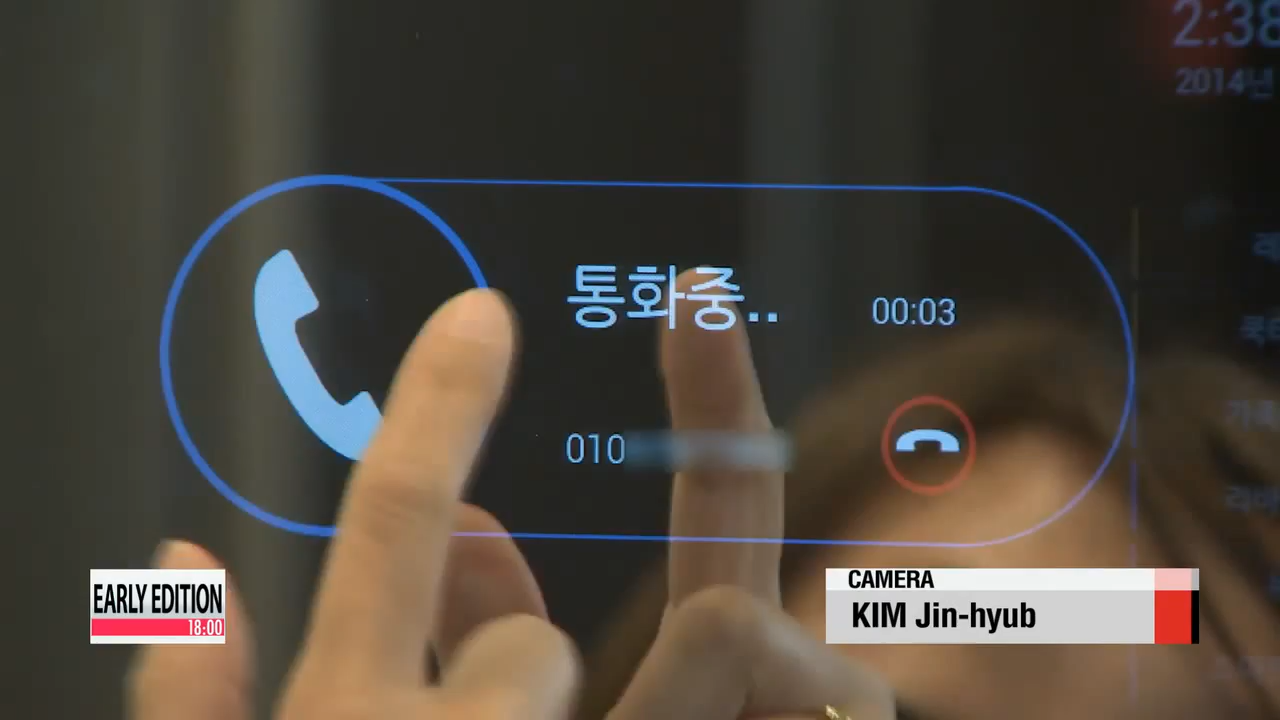 2:38
2014년
통화중..
00:03
010
EARLY EDITION
18:00
CAMERA
KIM Jin-hyub